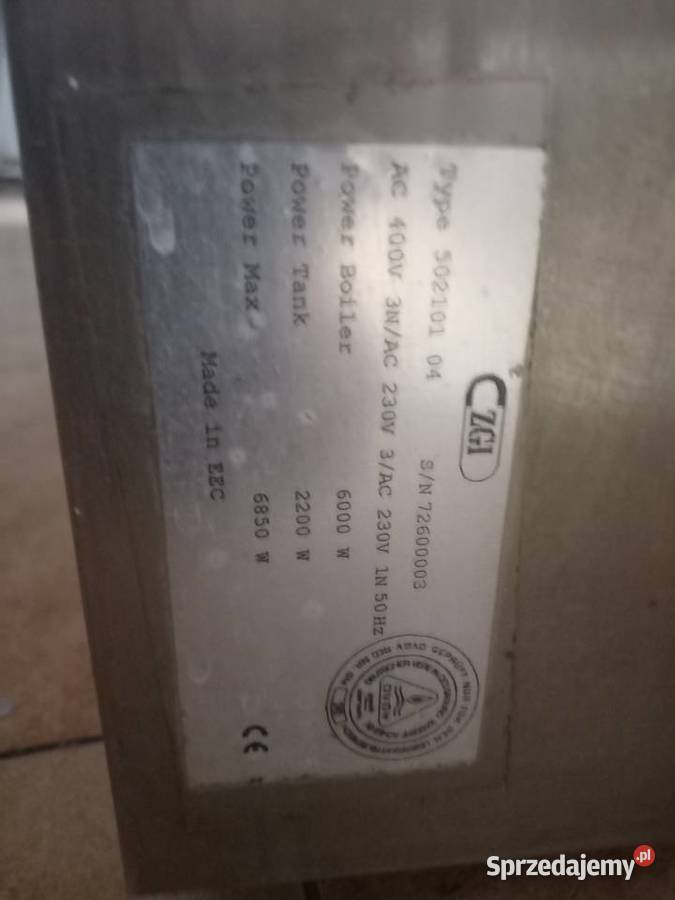 ZGI
Type 502101 04 S/N 72600003
AC 400V 3N/AC 230V 3/AC 230V 1N 50Hz
Power Boiler 6000 W
Power Tank 2200 W
Power Max 6850 W
Made in EEC
CE
DVGW
Sprzedajemy.pl